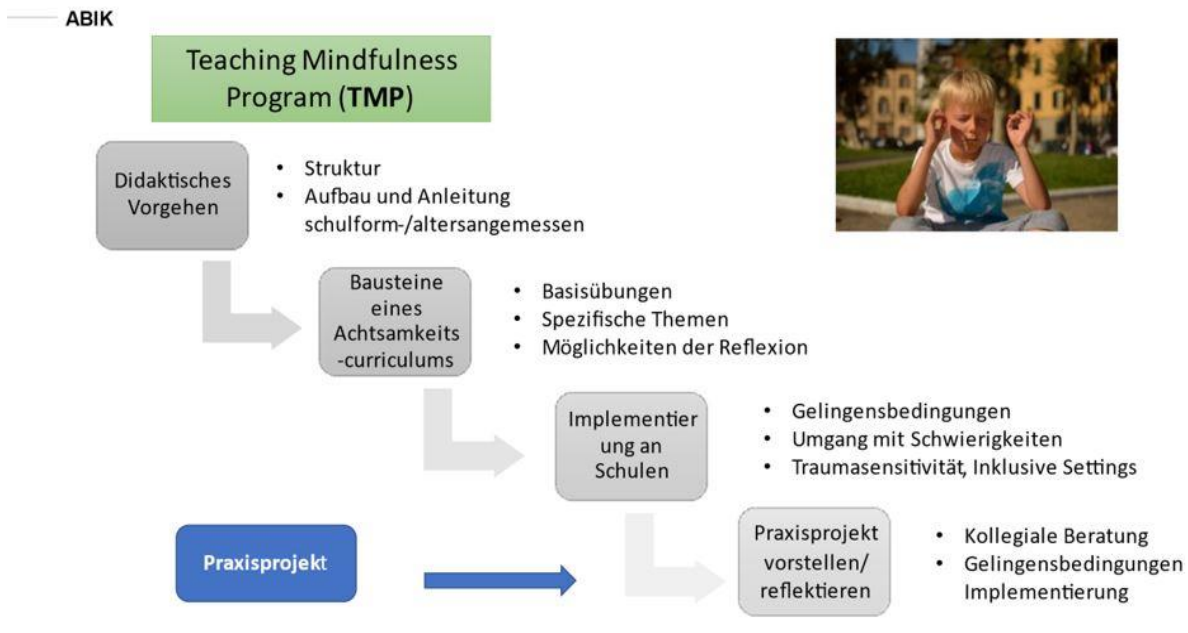 ABIK
Teaching Mindfulness
Program (TMP)
Didaktisches
Vorgehen
• Struktur
• Aufbau und Anleitung
schulform-/altersangemessen
Bausteine
eines
Achtsamkeits
-curriculums
• Basisübungen
• Spezifische Themen
• Möglichkeiten der Reflexion
Implementier
ung an
Schulen
• Gelingensbedingungen
• Umgang mit Schwierigkeiten
• Traumasensitivität, Inklusive Settings
Praxisprojekt
Praxisprojekt
vorstellen/
reflektieren
• Kollegiale Beratung
• Gelingensbedingungen
Implementierung